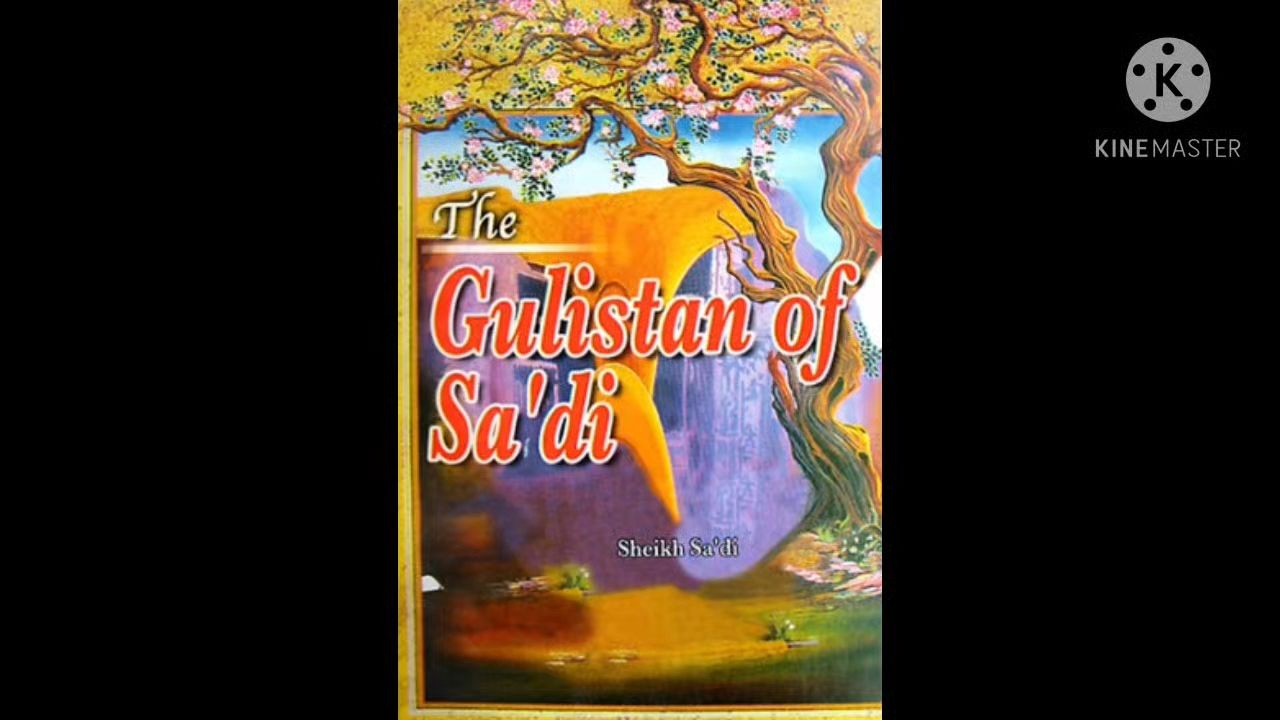 K
KINEMASTER
The
Gulistan of
Sa'di
Sheikh Sa'di